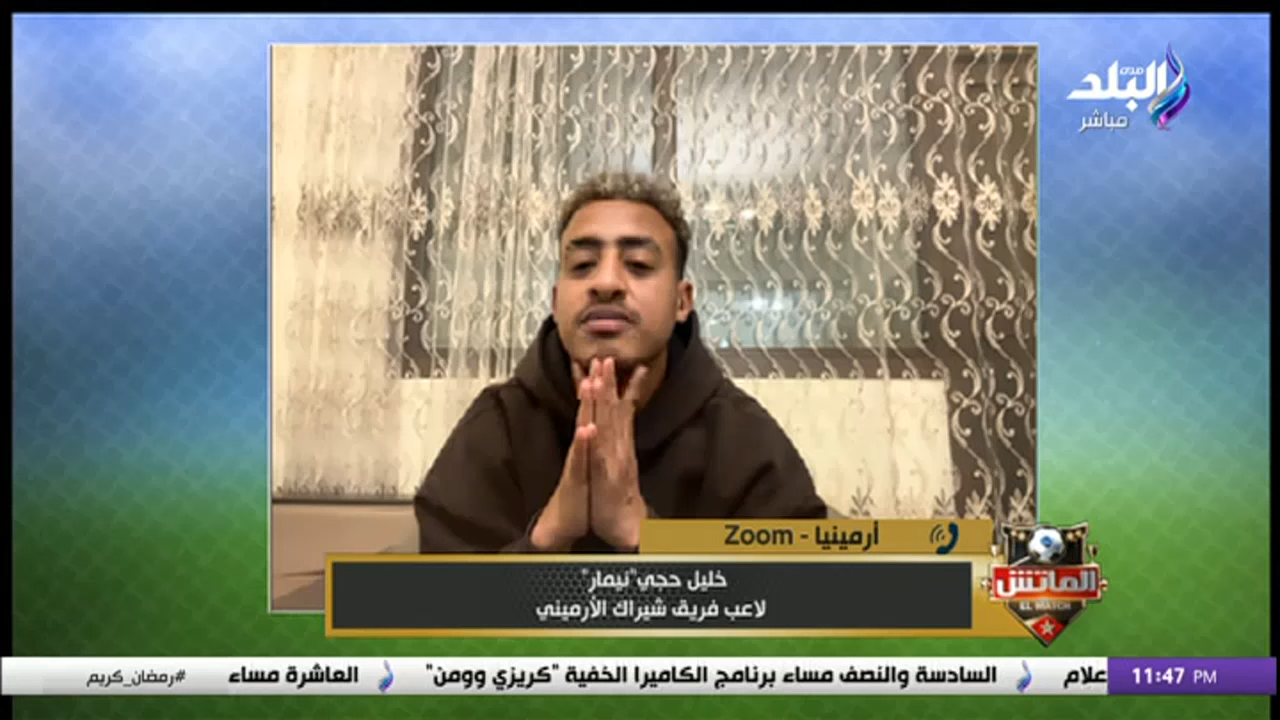 صدى البلد
مباشر
أرمينيا - Zoom
خليل حجي "نيمار"
لاعب فريق شيراك الأرميني
الماتش
EL MATCH
علام السادسة والنصف مساء برنامج الكاميرا الخفية "كريزي وومن" العاشرة مساء #رمضان_كريم
11:47 PM